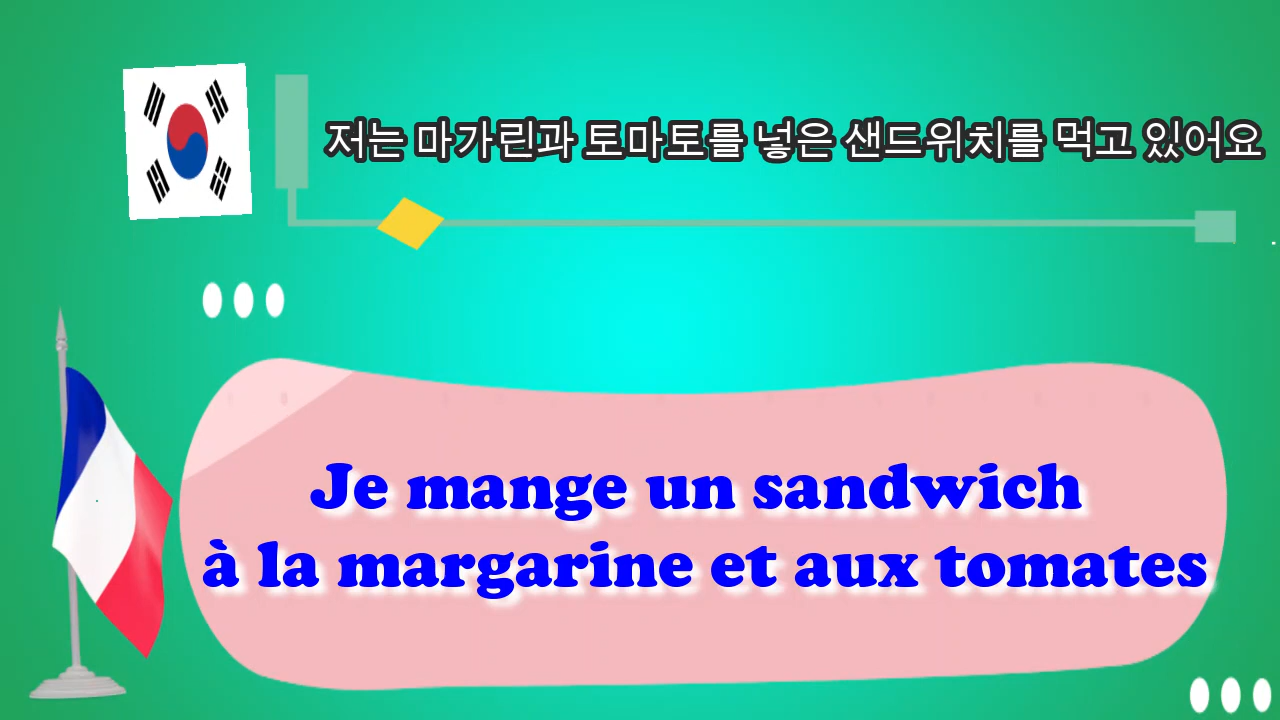 저는 마가린과 토마토를 넣은 샌드위치를 먹고 있어요
Je mange un sandwich
à la margarine et aux tomates